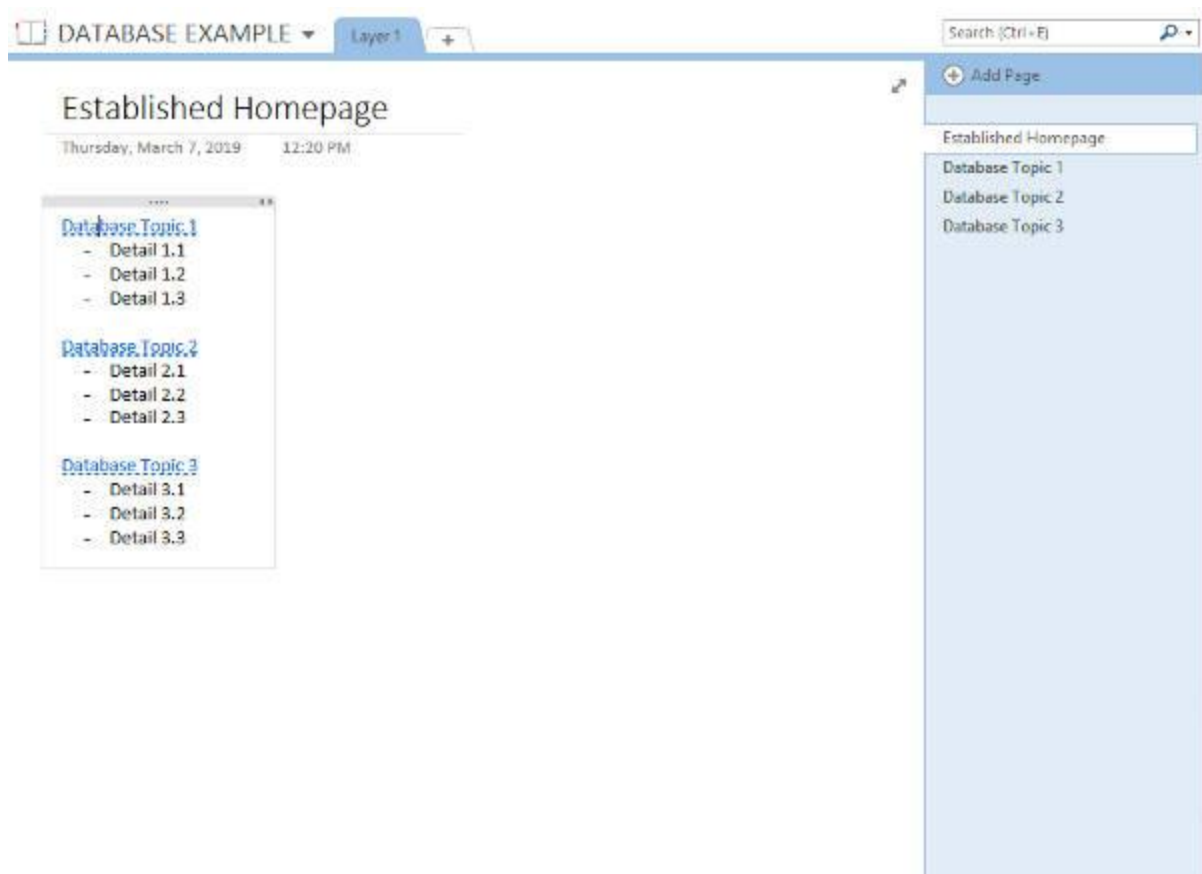 DATABASE EXAMPLE
Layer 1
+
Search (Ctrl+E)
Add Page
Established Homepage
Thursday, March 7, 2019 12:20 PM
Database Topic 1
- Detail 1.1
- Detail 1.2
- Detail 1.3
Database Topic 2
- Detail 2.1
- Detail 2.2
- Detail 2.3
Database Topic 3
- Detail 3.1
- Detail 3.2
- Detail 3.3
Established Homepage
Database Topic 1
Database Topic 2
Database Topic 3